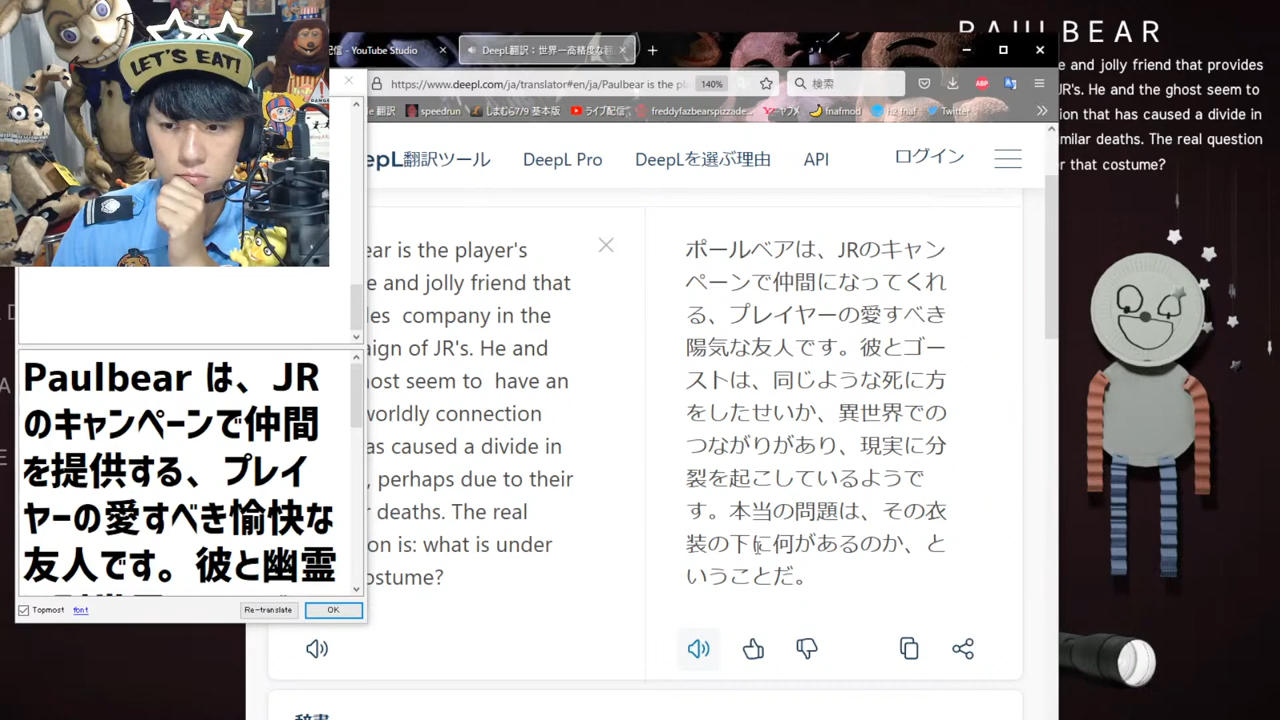 LET'S EAT!
信 - YouTube Studio
DeepL翻訳：世界一高精度な翻
https://www.deepl.com/ja/translator#en/ja/Paulbear is the pl
140%
検索
翻訳
speedrun
しまむら7/9 基本版
ライブ配信
freddyfazbearspizzade...
ヤフメ
fnafmod
h2 fnaf
Twitter
epL翻訳ツール
DeepL Pro
DeepLを選ぶ理由
API
ログイン
ear is the player's
e and jolly friend that
les company in the
aign of JR's. He and
host seem to have an
worldly connection
as caused a divide in
, perhaps due to their
r deaths. The real
on is: what is under
ostume?
ポールベアは、JRのキャン
ペーンで仲間になってくれ
る、プレイヤーの愛すべき
陽気な友人です。彼とゴー
ストは、同じような死に方
をしたせいか、異世界での
つながりがあり、現実に分
裂を起こしているようで
す。本当の問題は、その衣
装の下に何があるのか、と
いうことだ。
Paulbear は、JR
のキャンペーンで仲間
を提供する、プレイ
ヤーの愛すべき愉快な
友人です。彼と幽霊
Topmost
font
Re-translate
OK
辞書
PAULBEAR
e and jolly friend that provides
JR's. He and the ghost seem to
ion that has caused a divide in
milar deaths. The real question
r that costume?